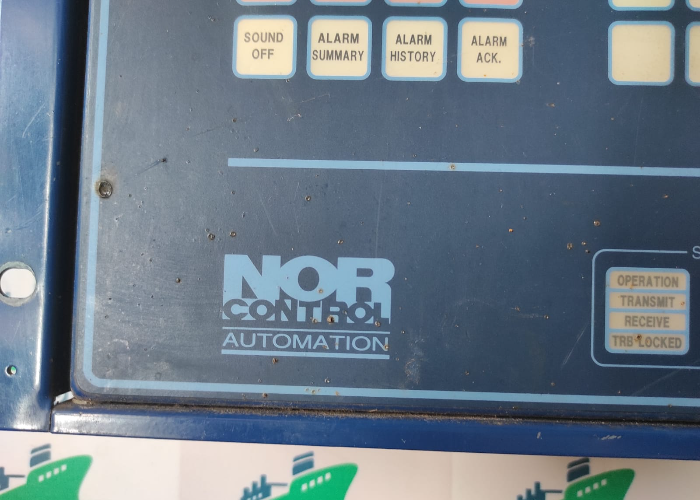 SOUND
OFF
ALARM
SUMMARY
ALARM
HISTORY
ALARM
ACK.
NOR
CONTROL
AUTOMATION
S
OPERATION
TRANSMIT
RECEIVE
TRB LOCKED